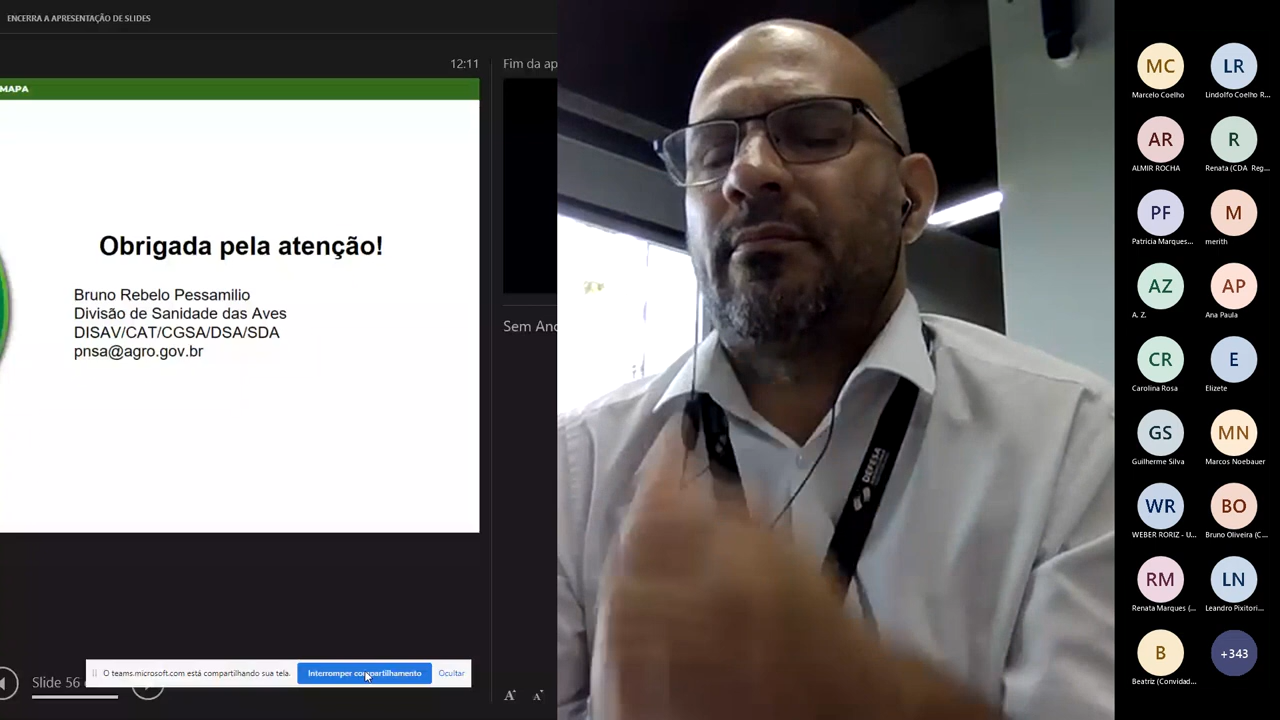 ENCERRA A APRESENTAÇÃO DE SLIDES
12:11
Fim da ap
MAPA
Obrigada pela atenção!
Bruno Rebelo Pessamilio
Divisão de Sanidade das Aves
DISAV/CAT/CGSA/DSA/SDA
pnsa@agro.gov.br
Sem Ano
O teams.microsoft.com está compartilhando sua tela.
Interromper compartilhamento
Ocultar
Slide 56
DEFESA
MC
Marcelo Coelho
LR
Lindolfo Coelho R...
AR
ALMIR ROCHA
R
Renata (CDA Reg...
PF
Patricia Marques...
M
merith
AZ
A. Z.
AP
Ana Paula
CR
Carolina Rosa
E
Elizete
GS
Guilherme Silva
MN
Marcos Noebauer
WR
WEBER RORIZ - U...
BO
Bruno Oliveira (C...
RM
Renata Marques (...
LN
Leandro Pixitori...
B
Beatriz (Convidad...
+343